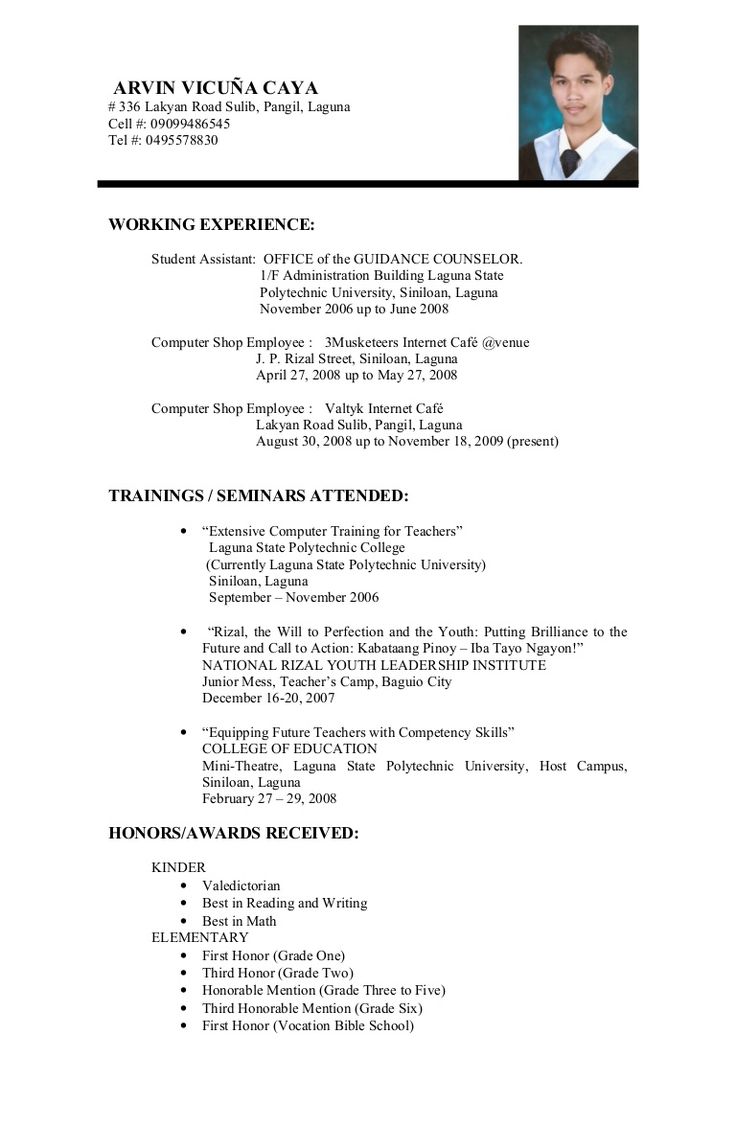 ARVIN VICUÑA CAYA
# 336 Lakyan Road Sulib, Pangil, Laguna
Cell #: 09099486545
Tel #: 0495578830
WORKING EXPERIENCE:
Student Assistant: OFFICE of the GUIDANCE COUNSELOR.
1/F Administration Building Laguna State
Polytechnic University, Siniloan, Laguna
November 2006 up to June 2008
Computer Shop Employee : 3Musketeers Internet Café @venue
J. P. Rizal Street, Siniloan, Laguna
April 27, 2008 up to May 27, 2008
Computer Shop Employee : Valtyk Internet Café
Lakyan Road Sulib, Pangil, Laguna
August 30, 2008 up to November 18, 2009 (present)
TRAININGS / SEMINARS ATTENDED:
• “Extensive Computer Training for Teachers”
Laguna State Polytechnic College
(Currently Laguna State Polytechnic University)
Siniloan, Laguna
September – November 2006
• “Rizal, the Will to Perfection and the Youth: Putting Brilliance to the
Future and Call to Action: Kabataang Pinoy – Iba Tayo Ngayon!”
NATIONAL RIZAL YOUTH LEADERSHIP INSTITUTE
Junior Mess, Teacher’s Camp, Baguio City
December 16-20, 2007
• “Equipping Future Teachers with Competency Skills”
COLLEGE OF EDUCATION
Mini-Theatre, Laguna State Polytechnic University, Host Campus,
Siniloan, Laguna
February 27 – 29, 2008
HONORS/AWARDS RECEIVED:
KINDER
• Valedictorian
• Best in Reading and Writing
• Best in Math
ELEMENTARY
• First Honor (Grade One)
• Third Honor (Grade Two)
• Honorable Mention (Grade Three to Five)
• Third Honorable Mention (Grade Six)
• First Honor (Vocation Bible School)